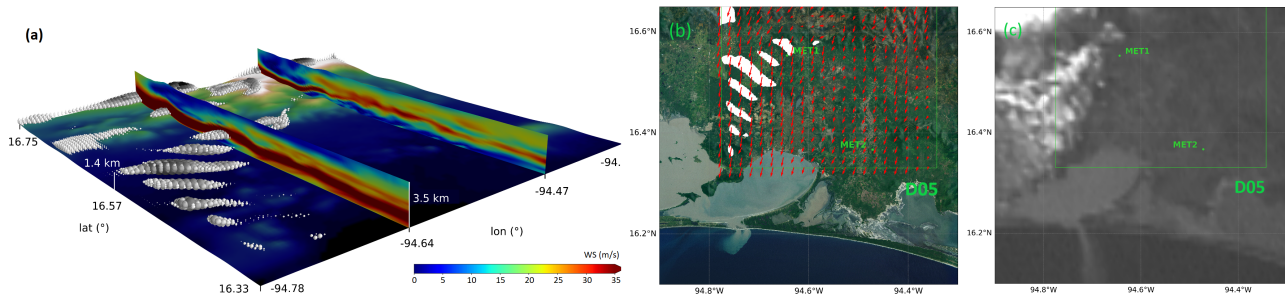 (a)
16.75
1.4 km
16.57
lat (°)
16.33
-94.78
3.5 km
-94.64
lon (°)
-94.47
-94.
WS (m/s)
0 5 10 15 20 25 30 35
(b)
16.6°N
16.4°N
16.2°N
94.8°W 94.6°W 94.4°W
MET1
MET2
D05
(c)
16.6°N
16.4°N
16.2°N
94.8°W 94.6°W 94.4°W
MET1
MET2
D05